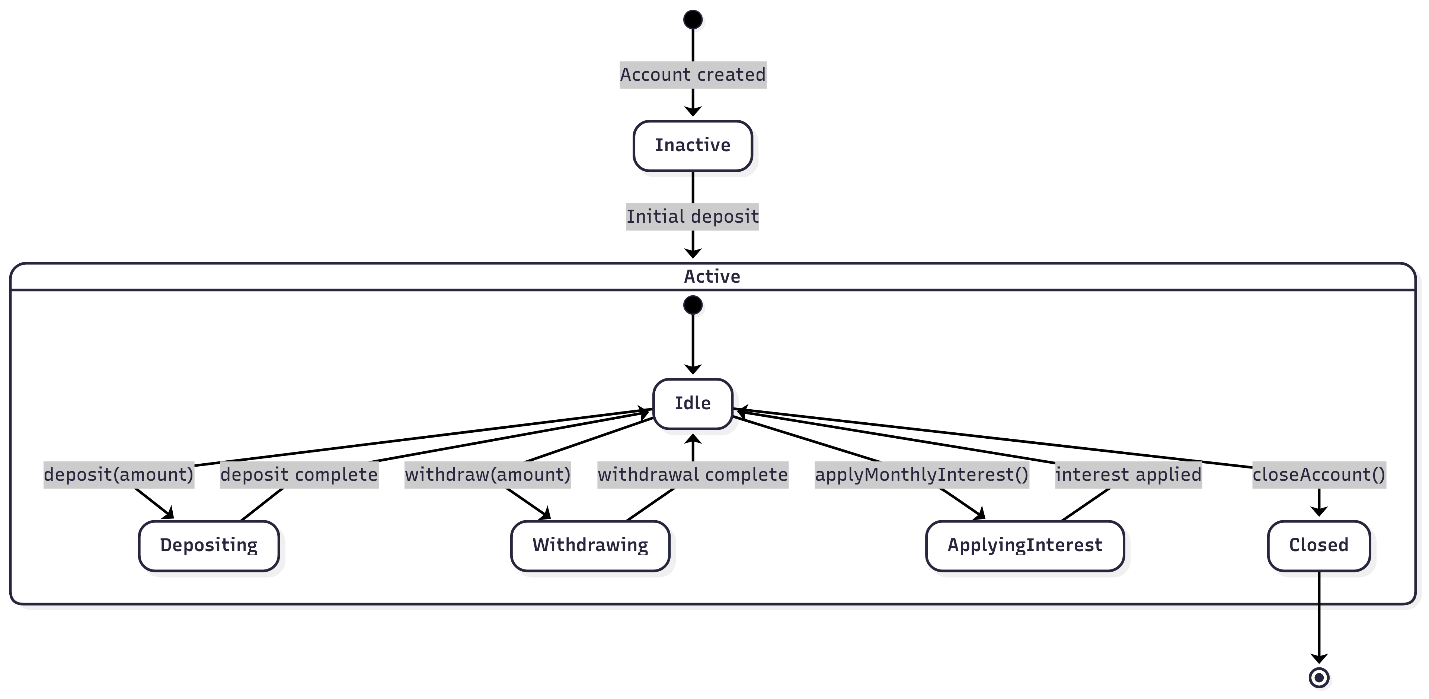 Account created
Inactive
Initial deposit
Active
Idle
deposit(amount)
deposit complete
withdraw(amount)
withdrawal complete
applyMonthlyInterest()
interest applied
closeAccount()
Depositing
Withdrawing
ApplyingInterest
Closed